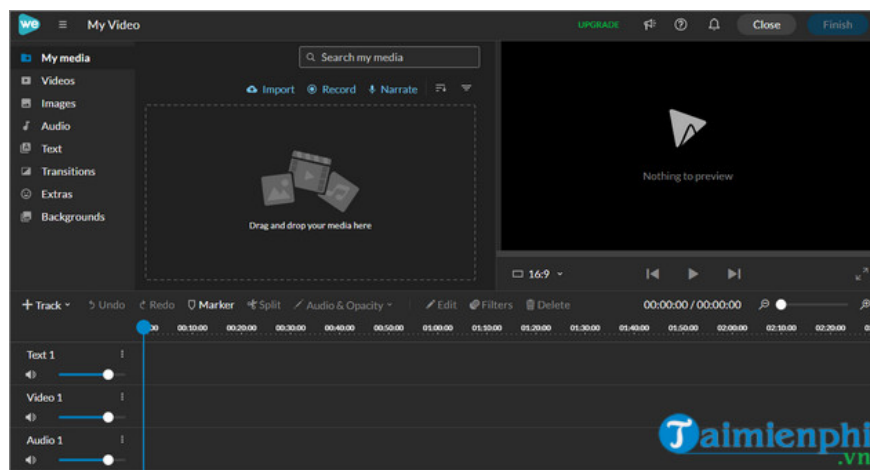 we My Video UPGRADE Close Finish
My media
Videos
Images
Audio
Text
Transitions
Extras
Backgrounds
Search my media
Import Record Narrate
Drag and drop your media here
Nothing to preview
16:9
+ Track Undo Redo Marker Split Audio & Opacity Edit Filters Delete 00:00:00 / 00:00:00
00:10:00 00:20:00 00:30:00 00:40:00 00:50:00 01:00:00 01:10:00 01:20:00 01:30:00 01:40:00 01:50:00 02:00:00 02:10:00 02:20:00
Text 1
Video 1
Audio 1
Taimienphi
.vn